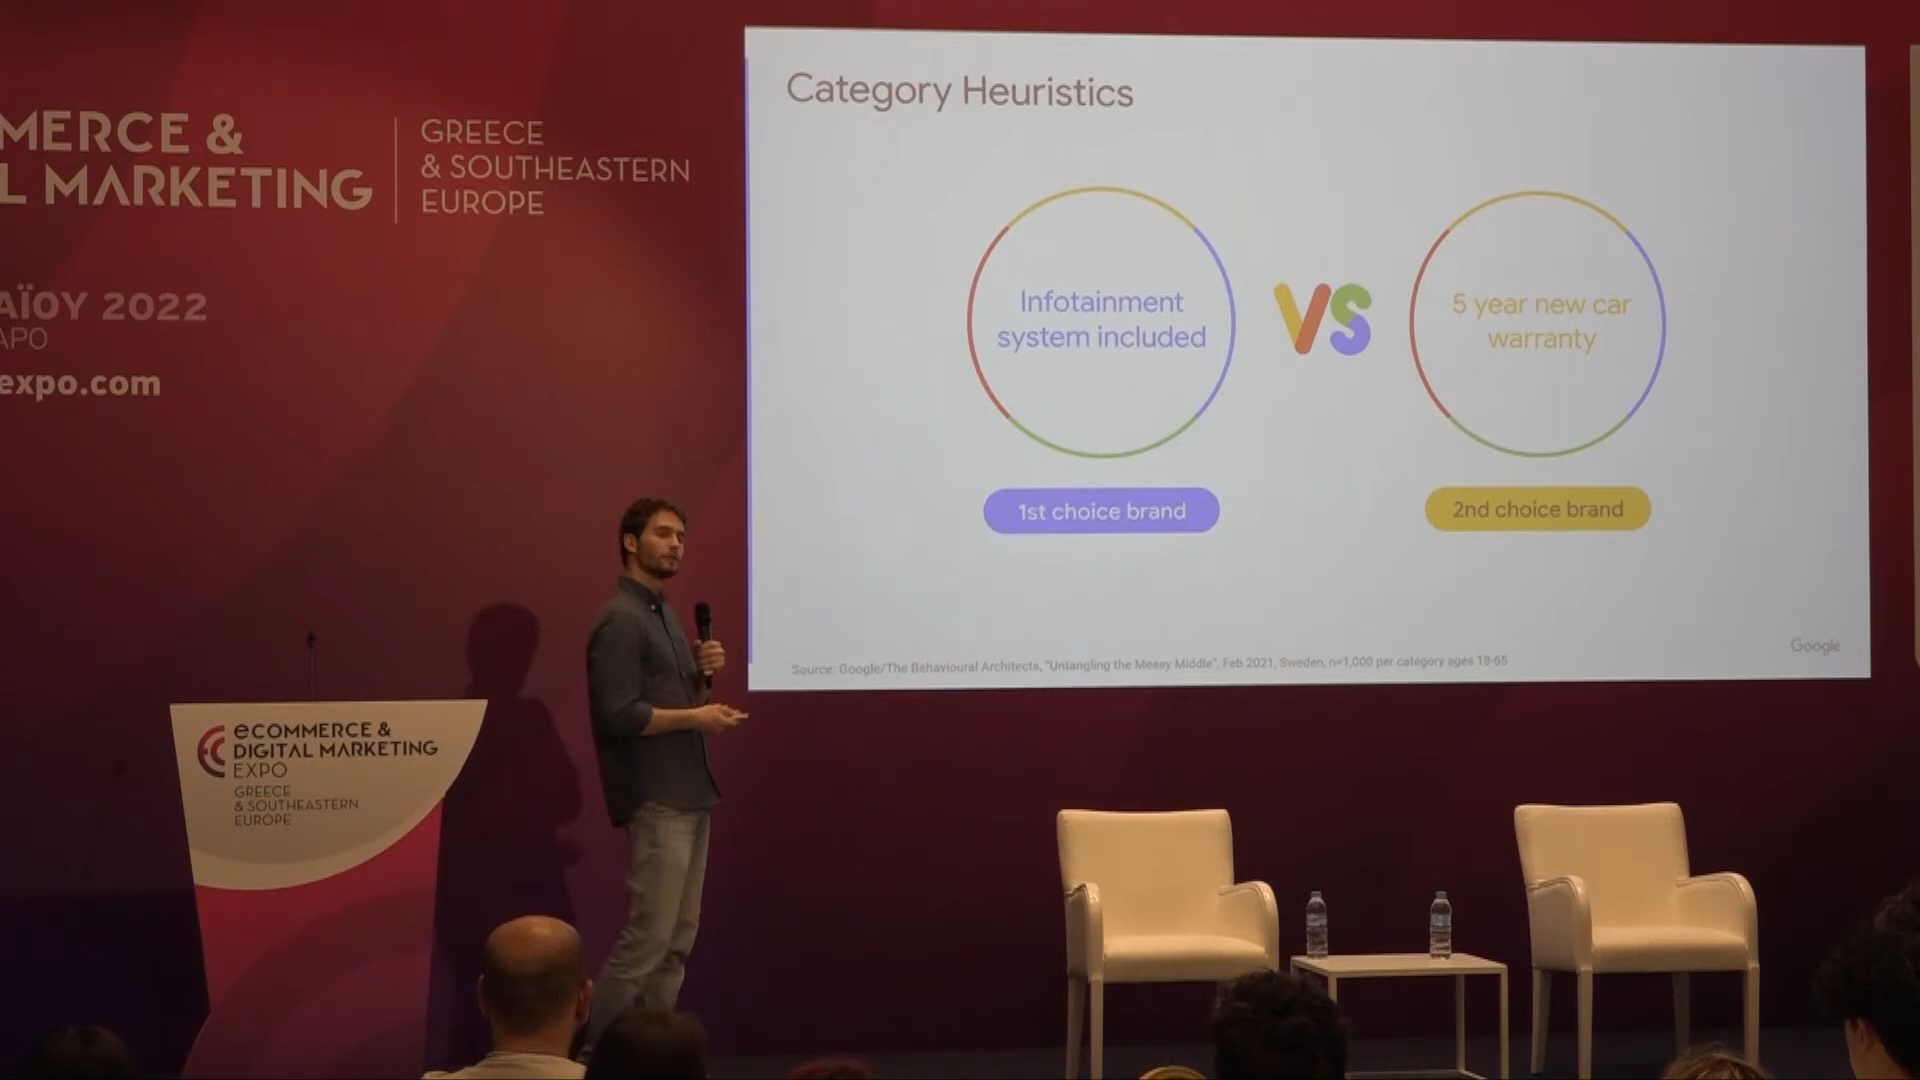 MERCE &
L MARKETING
GREECE
& SOUTHEASTERN
EUROPE
ΑΪΟΥ 2022
expo.com
Category Heuristics
Infotainment
system included
VS
5 year new car
warranty
1st choice brand
2nd choice brand
Source: Google/The Behavioural Architects, "Untangling the Messy Middle", Feb 2021, Sweden, n=1,000 per category ages 18-65
Google
eCOMMERCE &
DIGITAL MARKETING
EXPO
GREECE
& SOUTHEASTERN
EUROPE